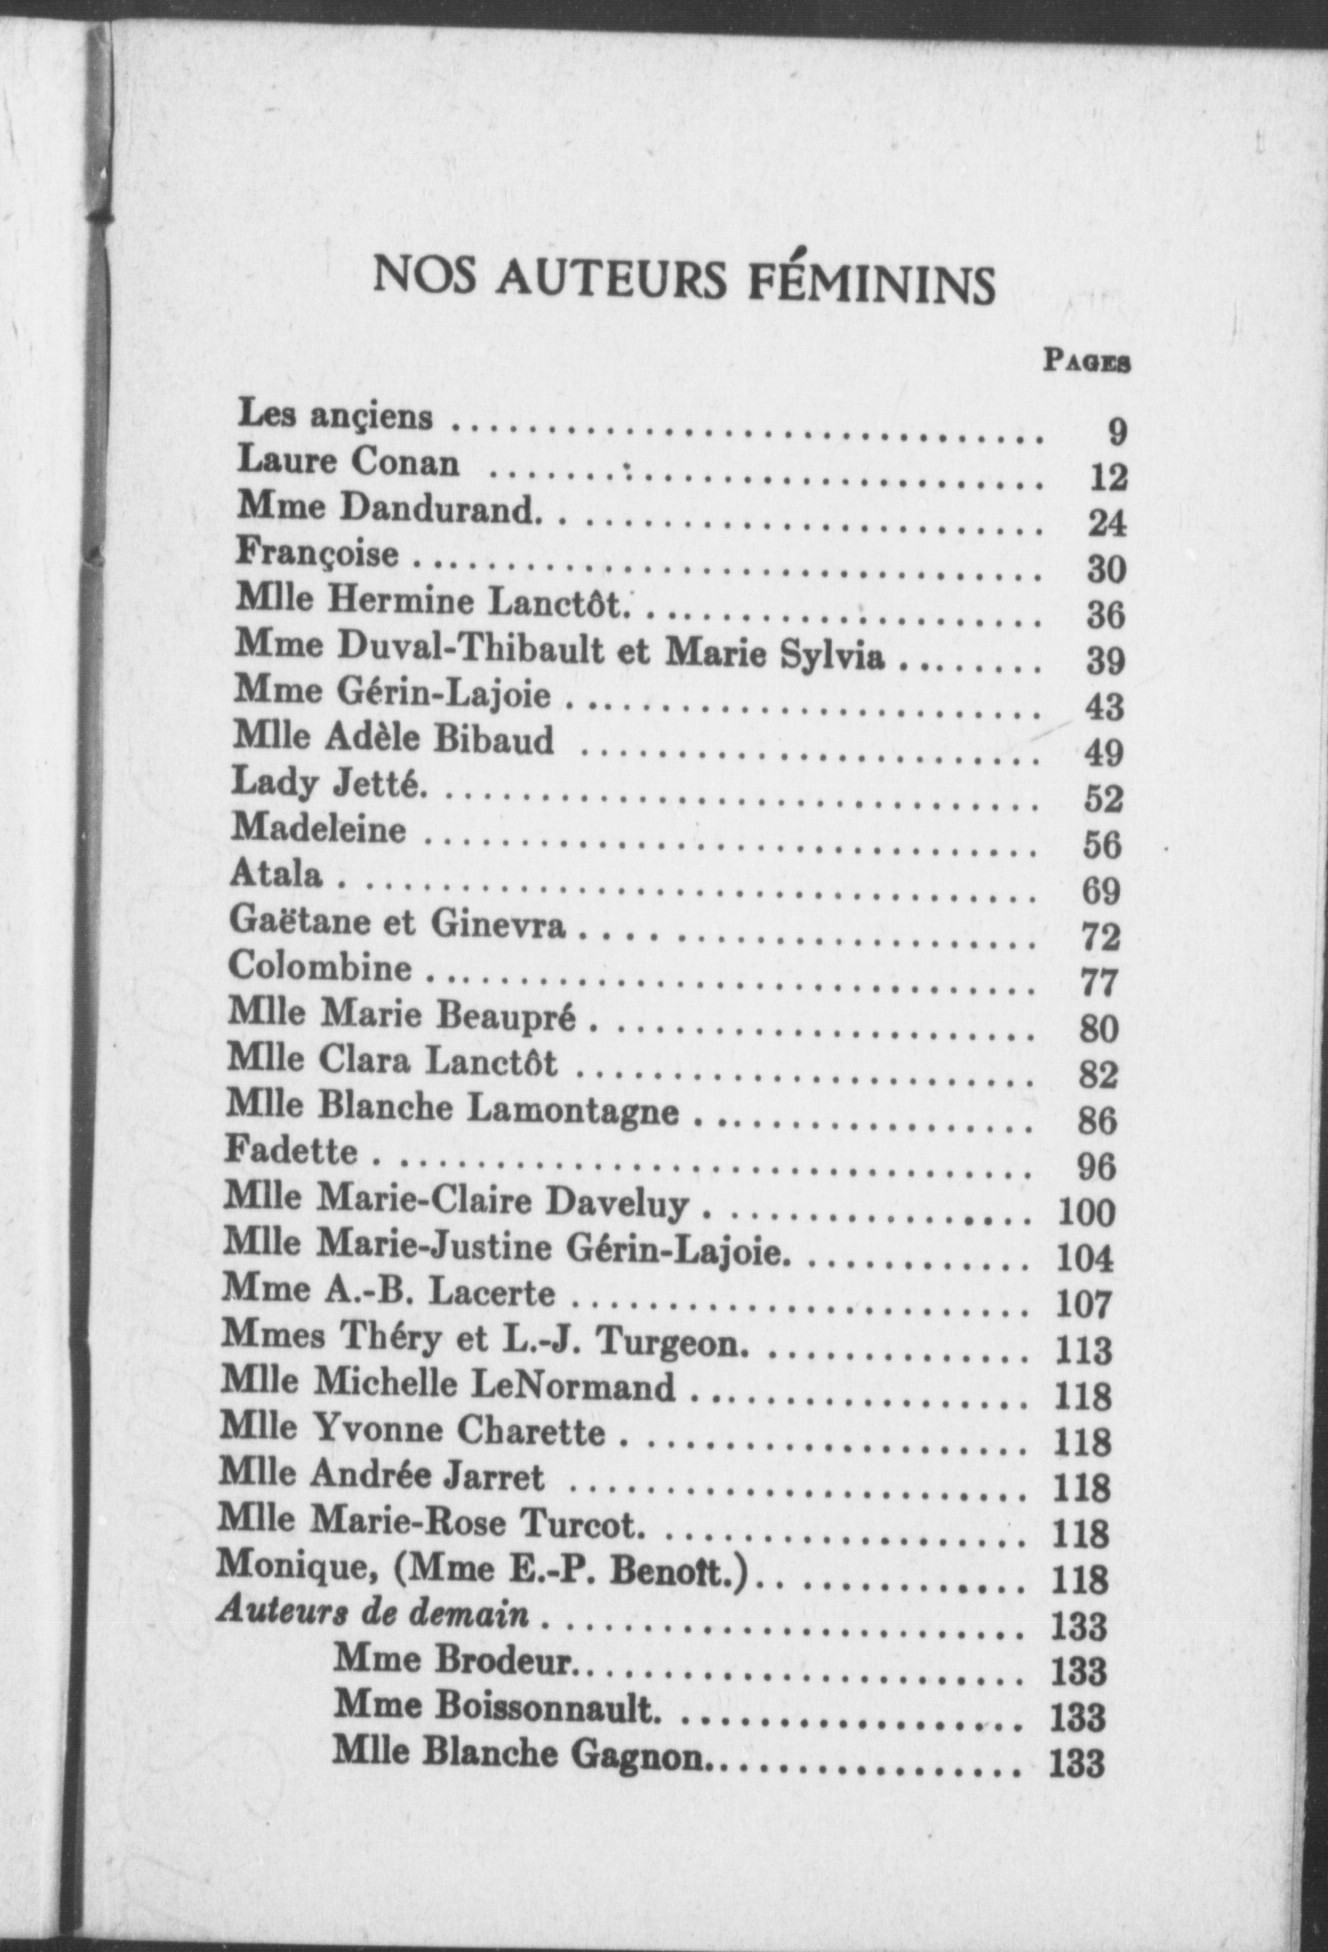 NOS AUTEURS FÉMININS
PAGES
Les ançiens ................................ 9
Laure Conan ................................ 12
Mme Dandurand. ................................ 24
Françoise ................................ 30
Mlle Hermine Lanctôt. ................................ 36
Mme Duval-Thibault et Marie Sylvia ........ 39
Mme Gérin-Lajoie ................................ 43
Mlle Adèle Bibaud ................................ 49
Lady Jetté. ................................ 52
Madeleine ................................ 56
Atala ................................ 69
Gaëtane et Ginevra ................................ 72
Colombine ................................ 77
Mlle Marie Beaupré ................................ 80
Mlle Clara Lanctôt ................................ 82
Mlle Blanche Lamontagne .................. 86
Fadette ................................ 96
Mlle Marie-Claire Daveluy ................. 100
Mlle Marie-Justine Gérin-Lajoie. ............ 104
Mme A.-B. Lacerte ........................ 107
Mmes Théry et L.-J. Turgeon. .............. 113
Mlle Michelle LeNormand .................. 118
Mlle Yvonne Charette ..................... 118
Mlle Andrée Jarret ........................ 118
Mlle Marie-Rose Turcot. ................... 118
Monique, (Mme E.-P. Benoît.).............. 118
Auteurs de demain ......................... 133
Mme Brodeur........................ 133
Mme Boissonnault. .................. 133
Mlle Blanche Gagnon................. 133